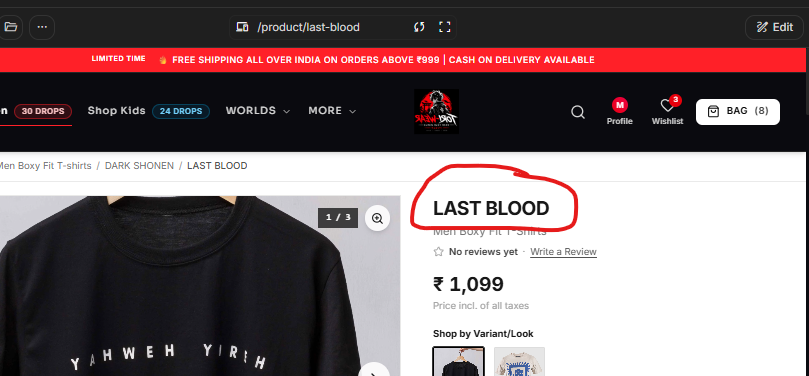 /product/last-blood
Edit
LIMITED TIME 🔥 FREE SHIPPING ALL OVER INDIA ON ORDERS ABOVE ₹999 | CASH ON DELIVERY AVAILABLE
30 DROPS
Shop Kids
24 DROPS
WORLDS
MORE
M
Profile
3
Wishlist
BAG (8)
Men Boxy Fit T-shirts / DARK SHONEN / LAST BLOOD
1 / 3
LAST BLOOD
Men Boxy Fit T-Shirts
No reviews yet - Write a Review
₹ 1,099
Price incl. of all taxes
Shop by Variant/Look
YAHWEH YIREH